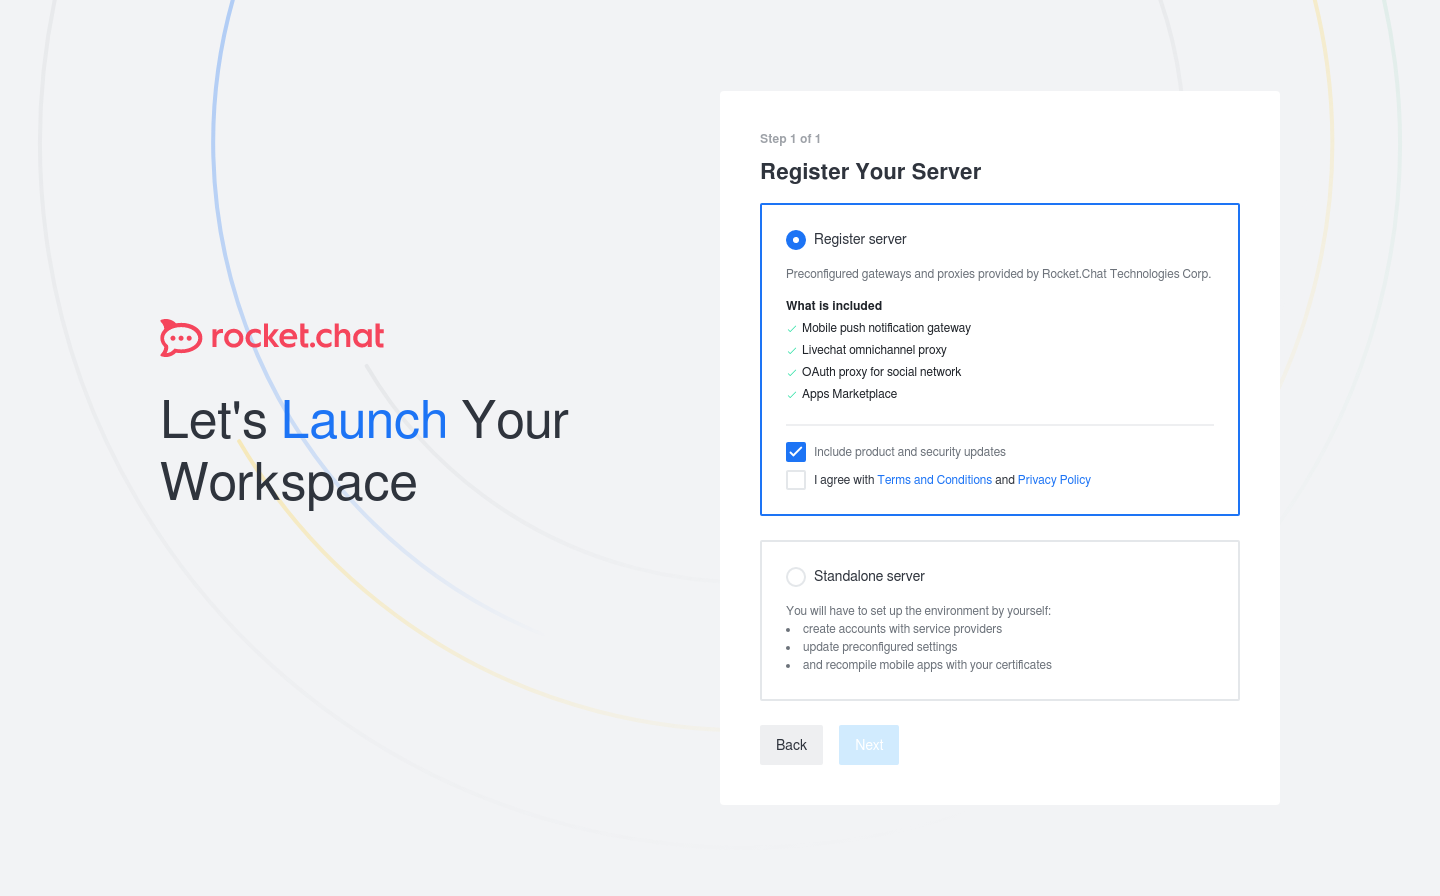 rocket.chat
Let's Launch Your
Workspace
Step 1 of 1
Register Your Server
Register server
Preconfigured gateways and proxies provided by Rocket.Chat Technologies Corp.
What is included
Mobile push notification gateway
Livechat omnichannel proxy
OAuth proxy for social network
Apps Marketplace
Include product and security updates
I agree with Terms and Conditions and Privacy Policy
Standalone server
You will have to set up the environment by yourself:
create accounts with service providers
update preconfigured settings
and recompile mobile apps with your certificates
Back Next